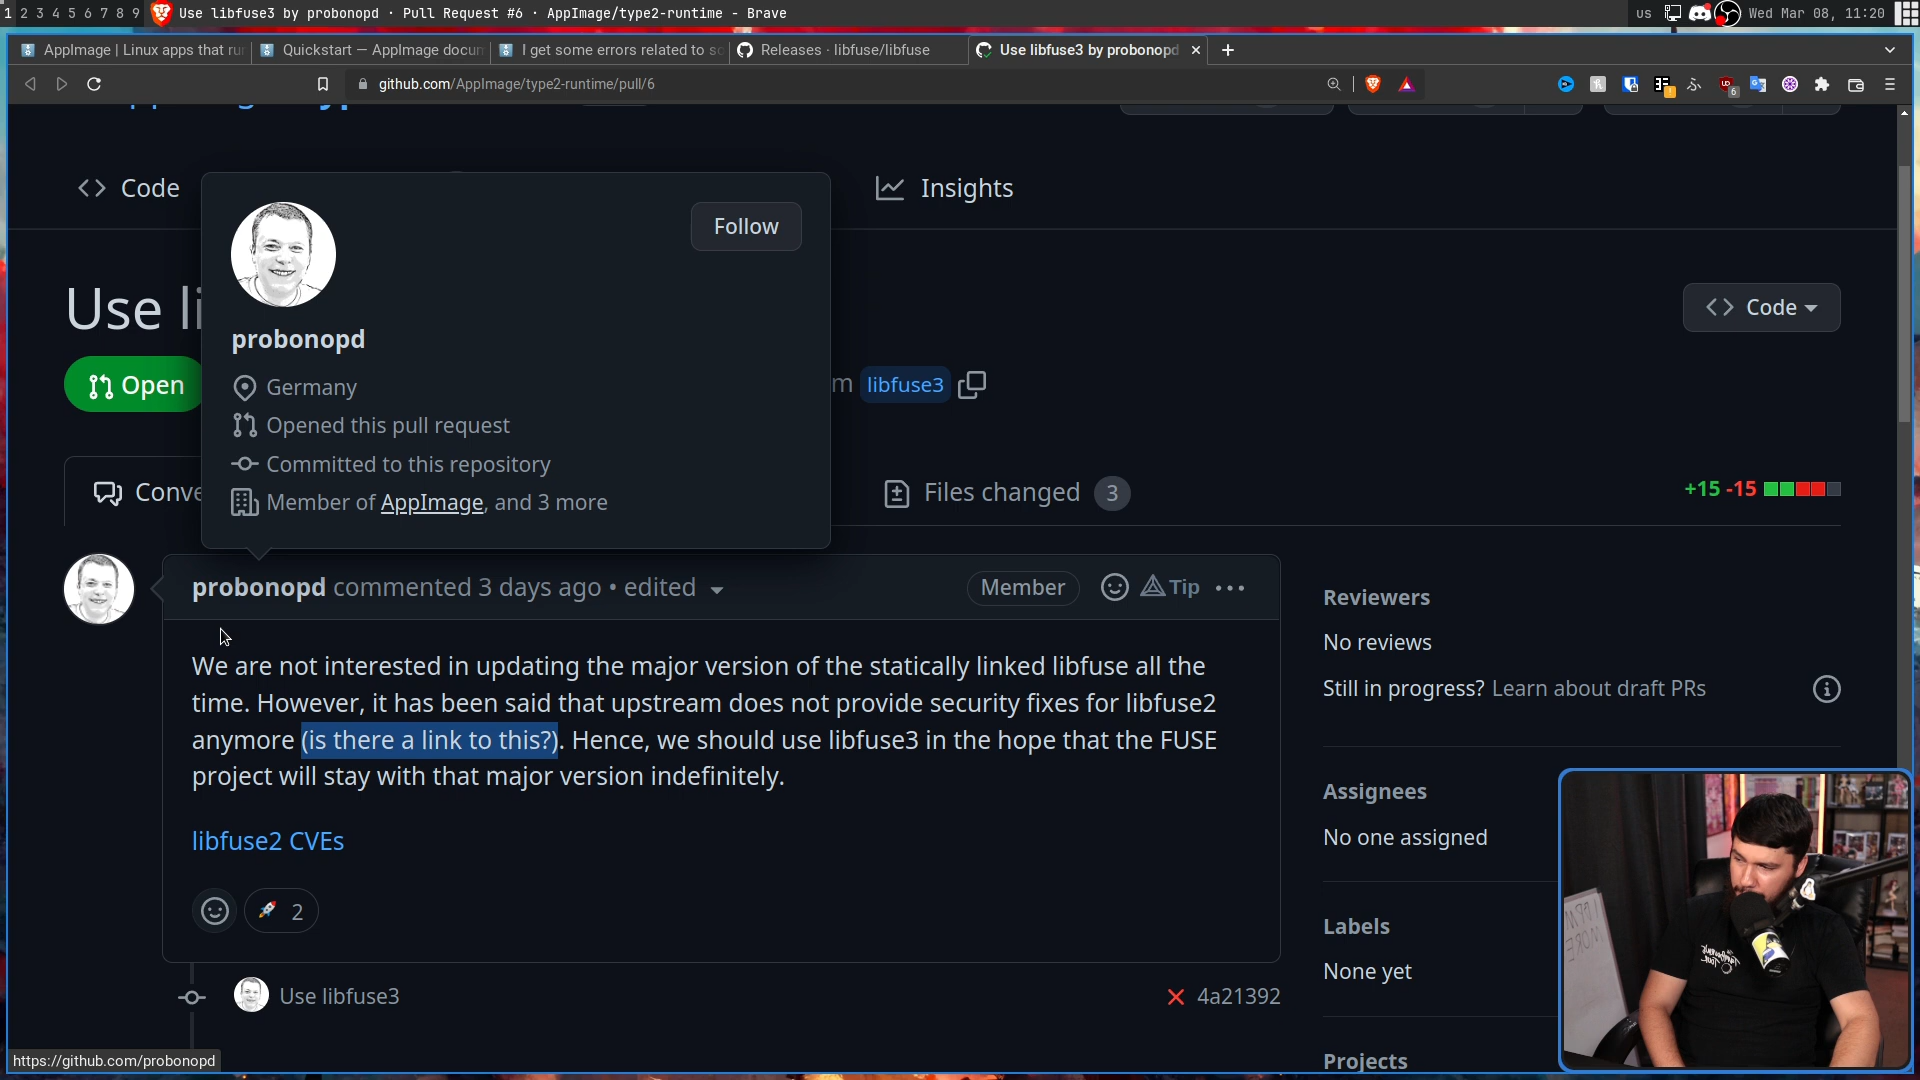 1 2 3 4 5 6 7 8 9 Use libfuse3 by probonopd · Pull Request #6 · AppImage/type2-runtime - Brave us Wed Mar 08, 11:20
AppImage | Linux apps that run Quickstart — AppImage docum I get some errors related to so Releases · libfuse/libfuse Use libfuse3 by probonopd
github.com/AppImage/type2-runtime/pull/6
Code Insights
Follow
Use li
Code
probonopd
Germany
Open
m libfuse3
Opened this pull request
Committed to this repository
Conve Files changed 3 +15 -15
Member of AppImage, and 3 more
probonopd commented 3 days ago • edited Member Tip
Reviewers
No reviews
We are not interested in updating the major version of the statically linked libfuse all the
Still in progress? Learn about draft PRs
time. However, it has been said that upstream does not provide security fixes for libfuse2
anymore (is there a link to this?). Hence, we should use libfuse3 in the hope that the FUSE
project will stay with that major version indefinitely.
Assignees
No one assigned
libfuse2 CVEs
2
Labels
None yet
Use libfuse3 4a21392
https://github.com/probonopd
Projects